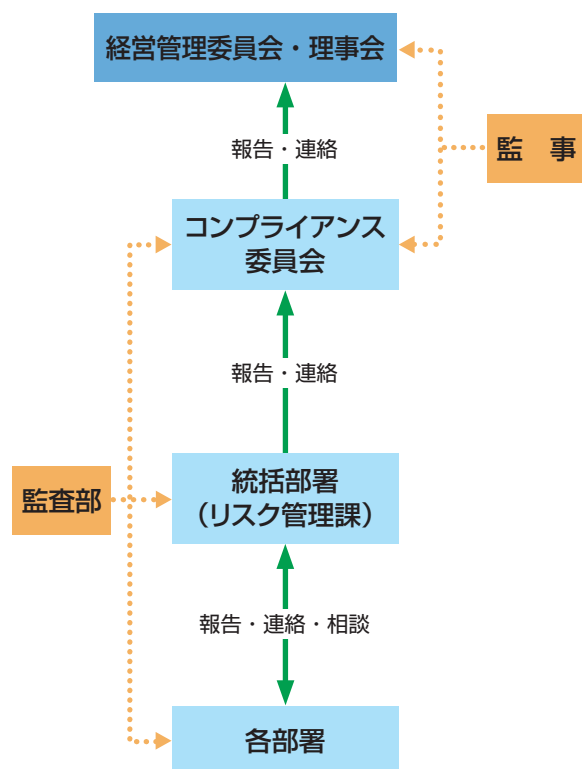 経営管理委員会・理事会
報告・連絡
監　事
コンプライアンス
委員会
報告・連絡
監査部
統括部署
（リスク管理課）
報告・連絡・相談
各部署